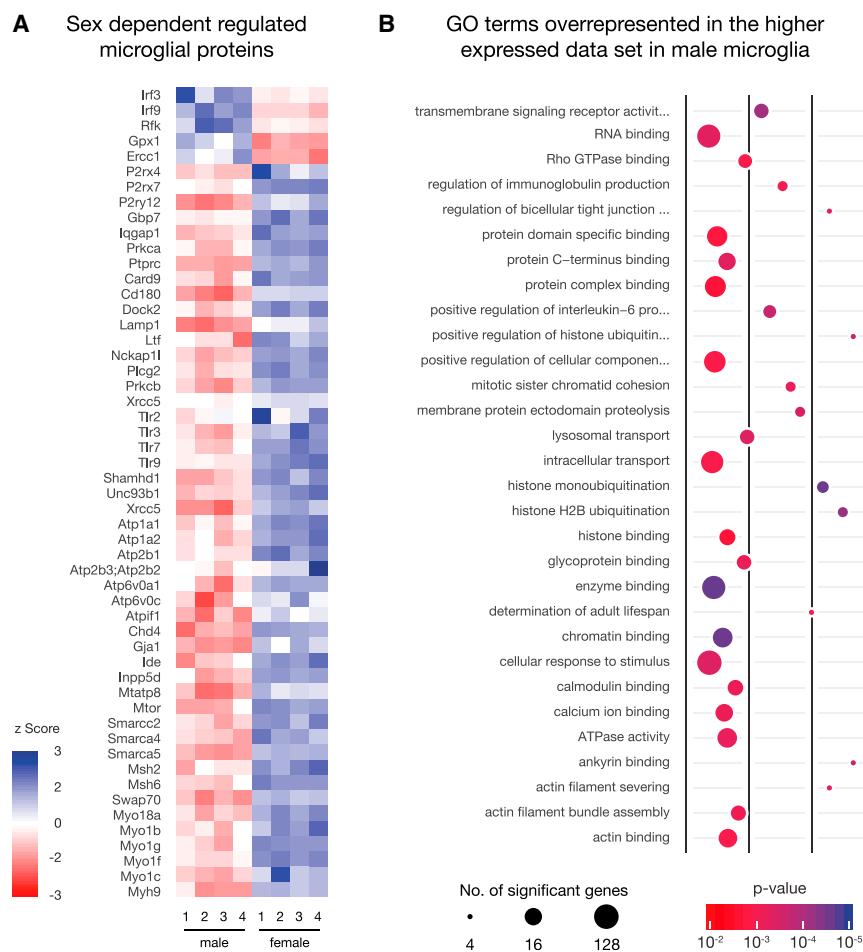 A
Sex dependent regulated
microglial proteins
Irf3
Irf9
Rfk
Gpx1
Ercc1
P2rx4
P2rx7
P2ry12
Gbp7
Iqgap1
Prkca
Ptprc
Card9
Cd180
Dock2
Lamp1
Ltf
Nckap1l
Plcg2
Prkcb
Xrcc5
Tlr2
Tlr3
Tlr7
Tlr9
Shamhd1
Unc93b1
Xrcc5
Atp1a1
Atp1a2
Atp2b1
Atp2b3;Atp2b2
Atp6v0a1
Atp6v0c
Atpif1
Chd4
Gja1
Ide
Inpp5d
Mtatp8
Mtor
Smarcc2
Smarca4
Smarca5
Msh2
Msh6
Swap70
Myo18a
Myo1b
Myo1g
Myo1f
Myo1c
Myh9
1 2 3 4 1 2 3 4
male female
z Score
3
2
0
-2
-3
B
GO terms overrepresented in the higher
expressed data set in male microglia
transmembrane signaling receptor activit...
RNA binding
Rho GTPase binding
regulation of immunoglobulin production
regulation of bicellular tight junction ...
protein domain specific binding
protein C−terminus binding
protein complex binding
positive regulation of interleukin−6 pro...
positive regulation of histone ubiquitin...
positive regulation of cellular componen...
mitotic sister chromatid cohesion
membrane protein ectodomain proteolysis
lysosomal transport
intracellular transport
histone monoubiquitination
histone H2B ubiquitination
histone binding
glycoprotein binding
enzyme binding
determination of adult lifespan
chromatin binding
cellular response to stimulus
calmodulin binding
calcium ion binding
ATPase activity
ankyrin binding
actin filament severing
actin filament bundle assembly
actin binding
No. of significant genes
4 16 128
p-value
10-2 10-3 10-4 10-5